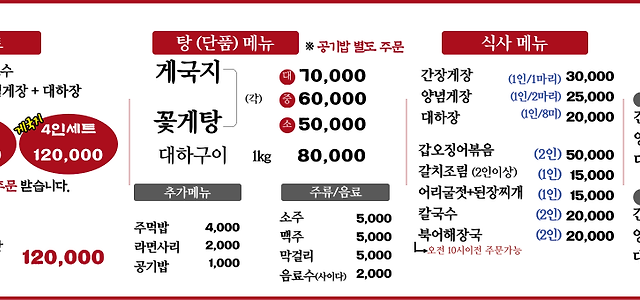 탕 (단품) 메뉴
※ 공기밥 별도 주문
게국지
꽃게탕
(각)
대 70,000
중 60,000
소 50,000
대하구이 1kg 80,000
추가메뉴
주먹밥 4,000
라면사리 2,000
공기밥 1,000
주류/음료
소주 5,000
맥주 5,000
막걸리 5,000
음료수(사이다) 2,000
식사 메뉴
간장게장 (1인/1마리) 30,000
양념게장 (1인/2마리) 25,000
대하장 (1인/8미) 20,000
갑오징어볶음 (2인) 50,000
갈치조림 (2인이상) (1인) 15,000
어리굴젓+된장찌개 (1인) 15,000
칼국수 (2인) 20,000
북어해장국 (2인) 20,000
오전 10시이전 주문가능
게장 + 대하장
게국지
4인세트
120,000
주문 받습니다.
120,000